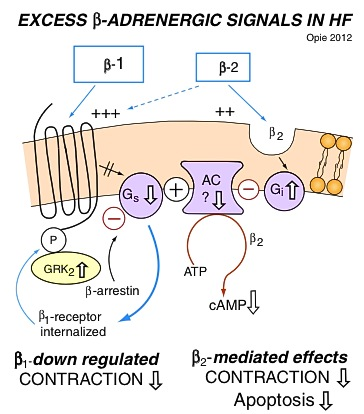 EXCESS β-ADRENERGIC SIGNALS IN HF
Opie 2012
β-1
β-2
+++
++
β2
Gs
+
AC
?
−
Gi
−
P
GRK2
β-arrestin
ATP
β2
cAMP
β1-receptor
internalized
β1-down regulated
CONTRACTION
β2-mediated effects
CONTRACTION
Apoptosis